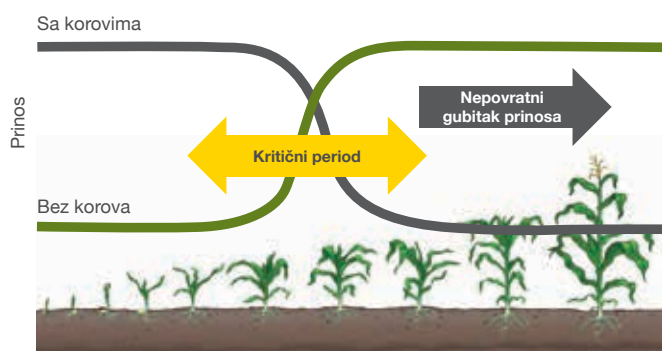 Sa korovima
Prinos
Nepovratni
gubitak prinosa
Kritični period
Bez korova